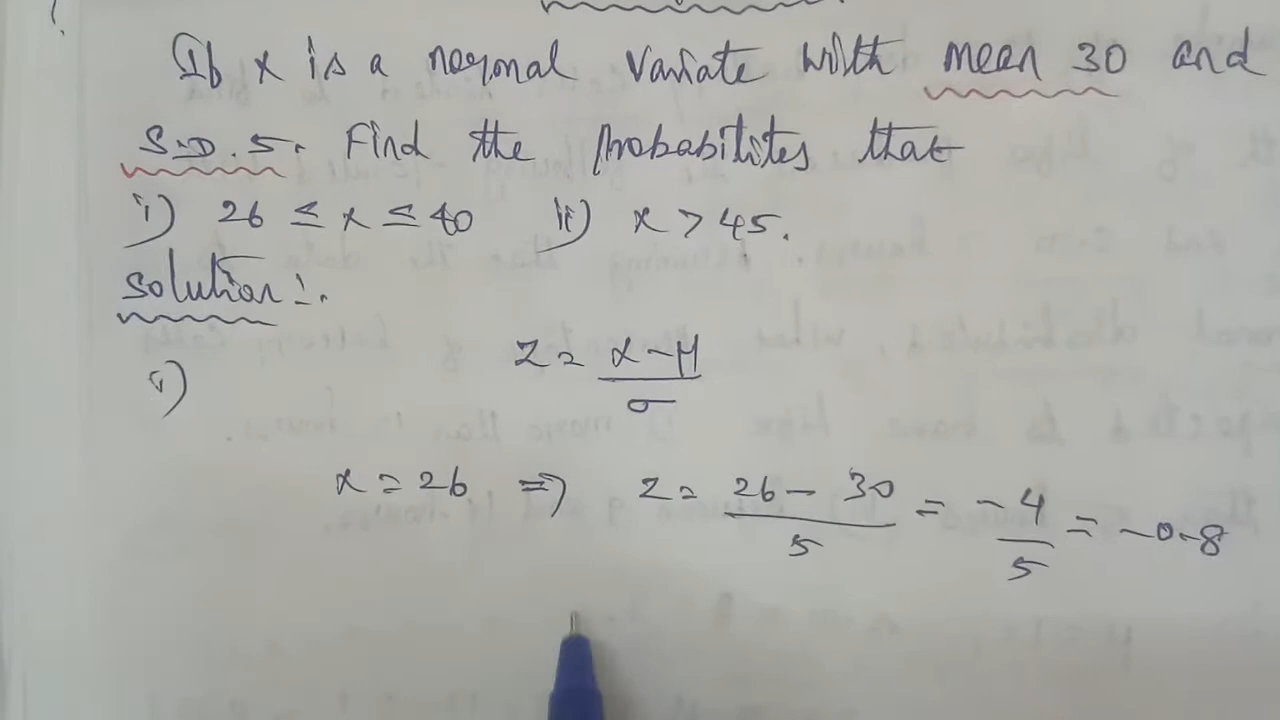 If x is a normal variate with mean 30 and
S.D. 5. Find the probabilitites that
i) 26 ≤ x ≤ 40 ii) x > 45.
Solution:.
i) z = x-μ / σ
x = 26 ⇒ z = 26 - 30 / 5 = -4 / 5 = -0.8